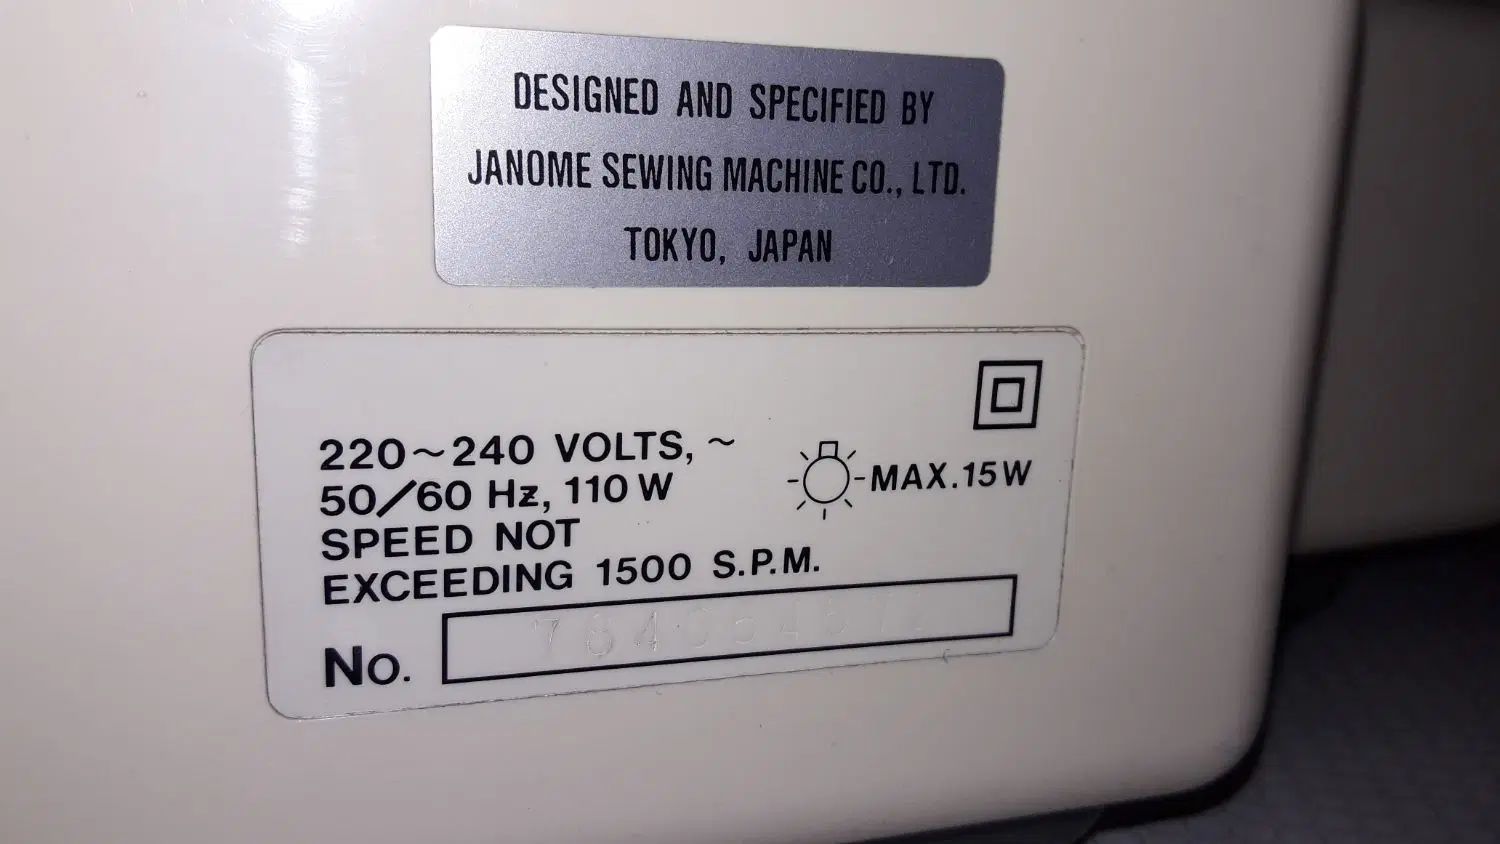 DESIGNED AND SPECIFIED BY
JANOME SEWING MACHINE CO., LTD.
TOKYO, JAPAN
220~240 VOLTS, ~
50/60 Hz, 110 W
MAX. 15 W
SPEED NOT
EXCEEDING 1500 S.P.M.
No.